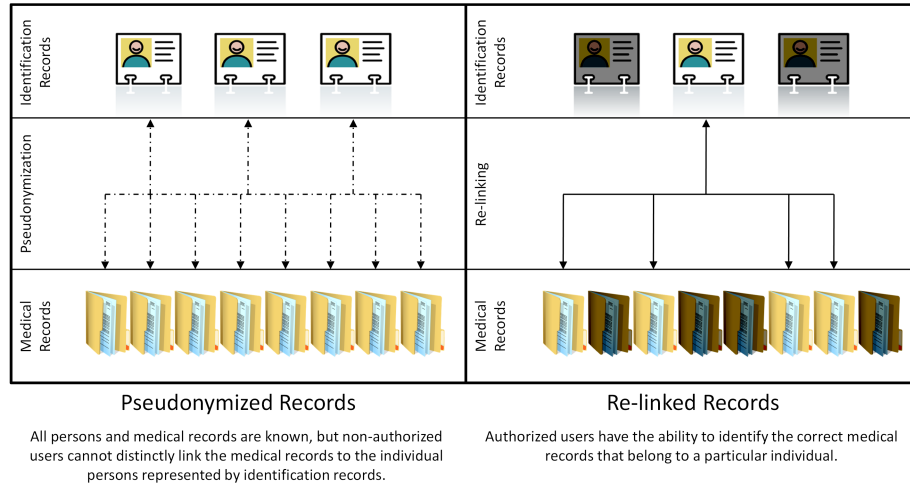 Identification
Records
Pseudonymization
Medical
Records
Identification
Records
Re-linking
Medical
Records
Pseudonymized Records
All persons and medical records are known, but non-authorized
users cannot distinctly link the medical records to the individual
persons represented by identification records.
Re-linked Records
Authorized users have the ability to identify the correct medical
records that belong to a particular individual.